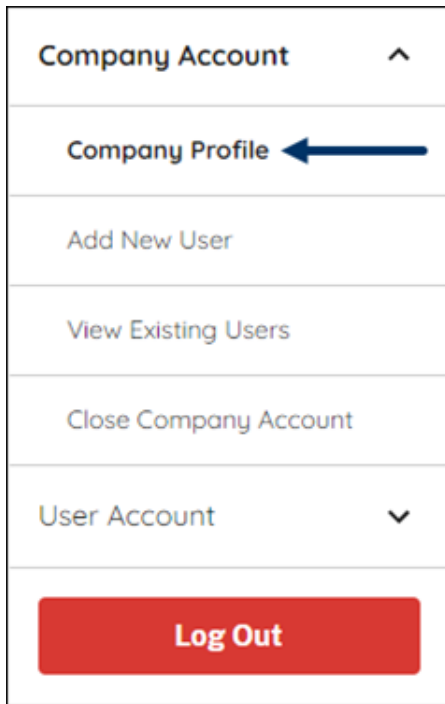 Company Account
Company Profile
Add New User
View Existing Users
Close Company Account
User Account
Log Out